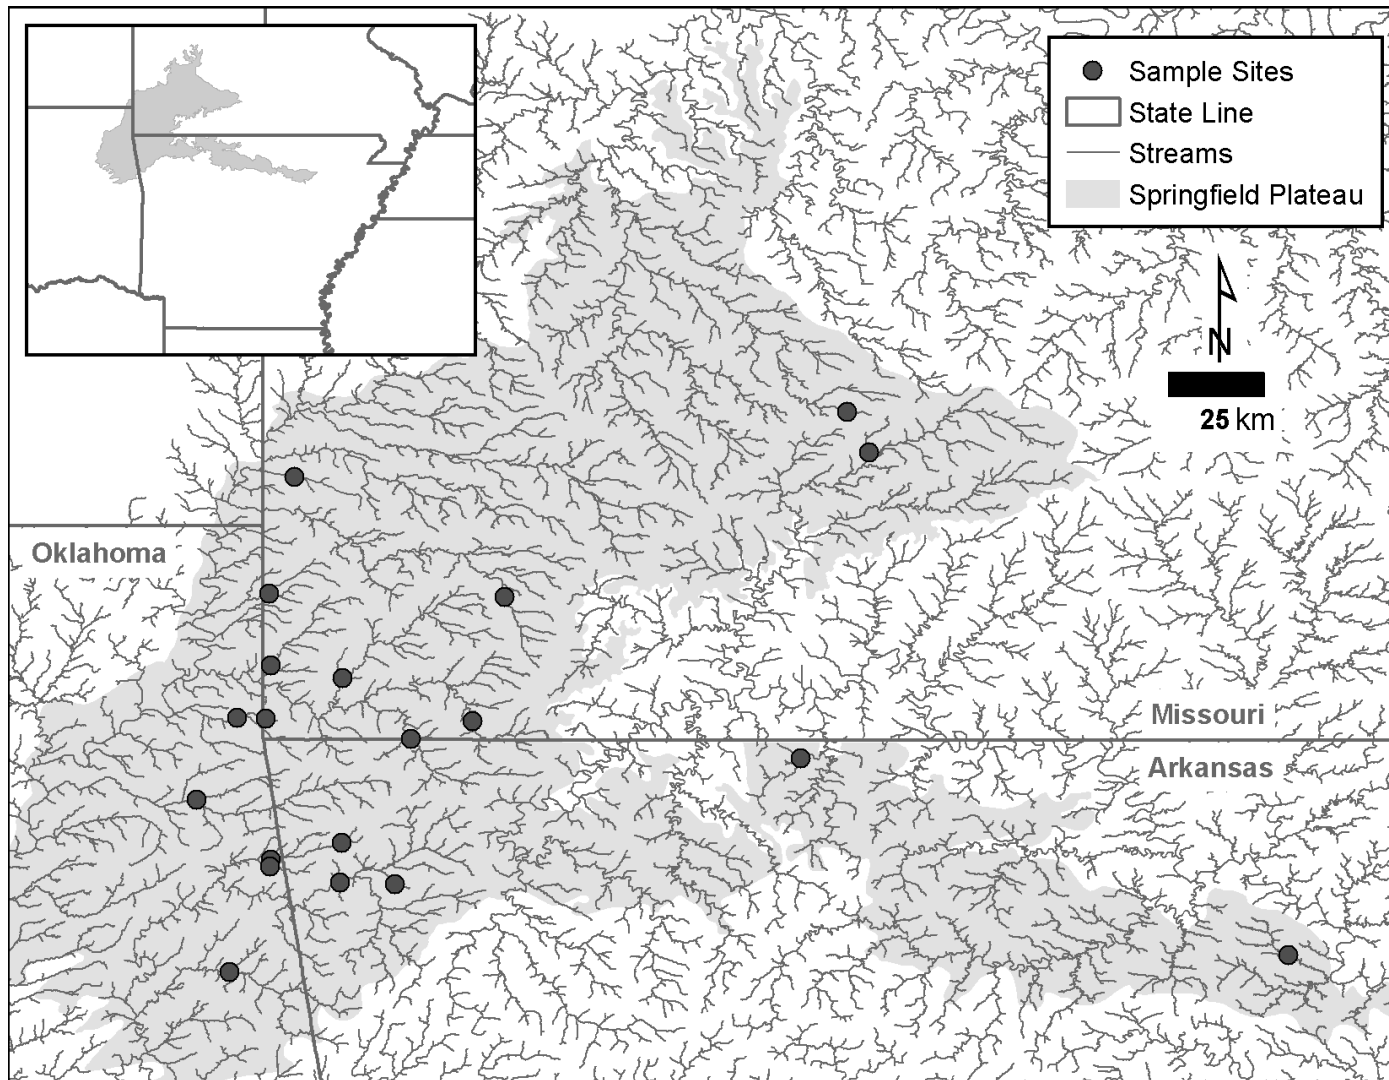 Sample Sites
State Line
Streams
Springfield Plateau
N
25 km
Oklahoma
Missouri
Arkansas